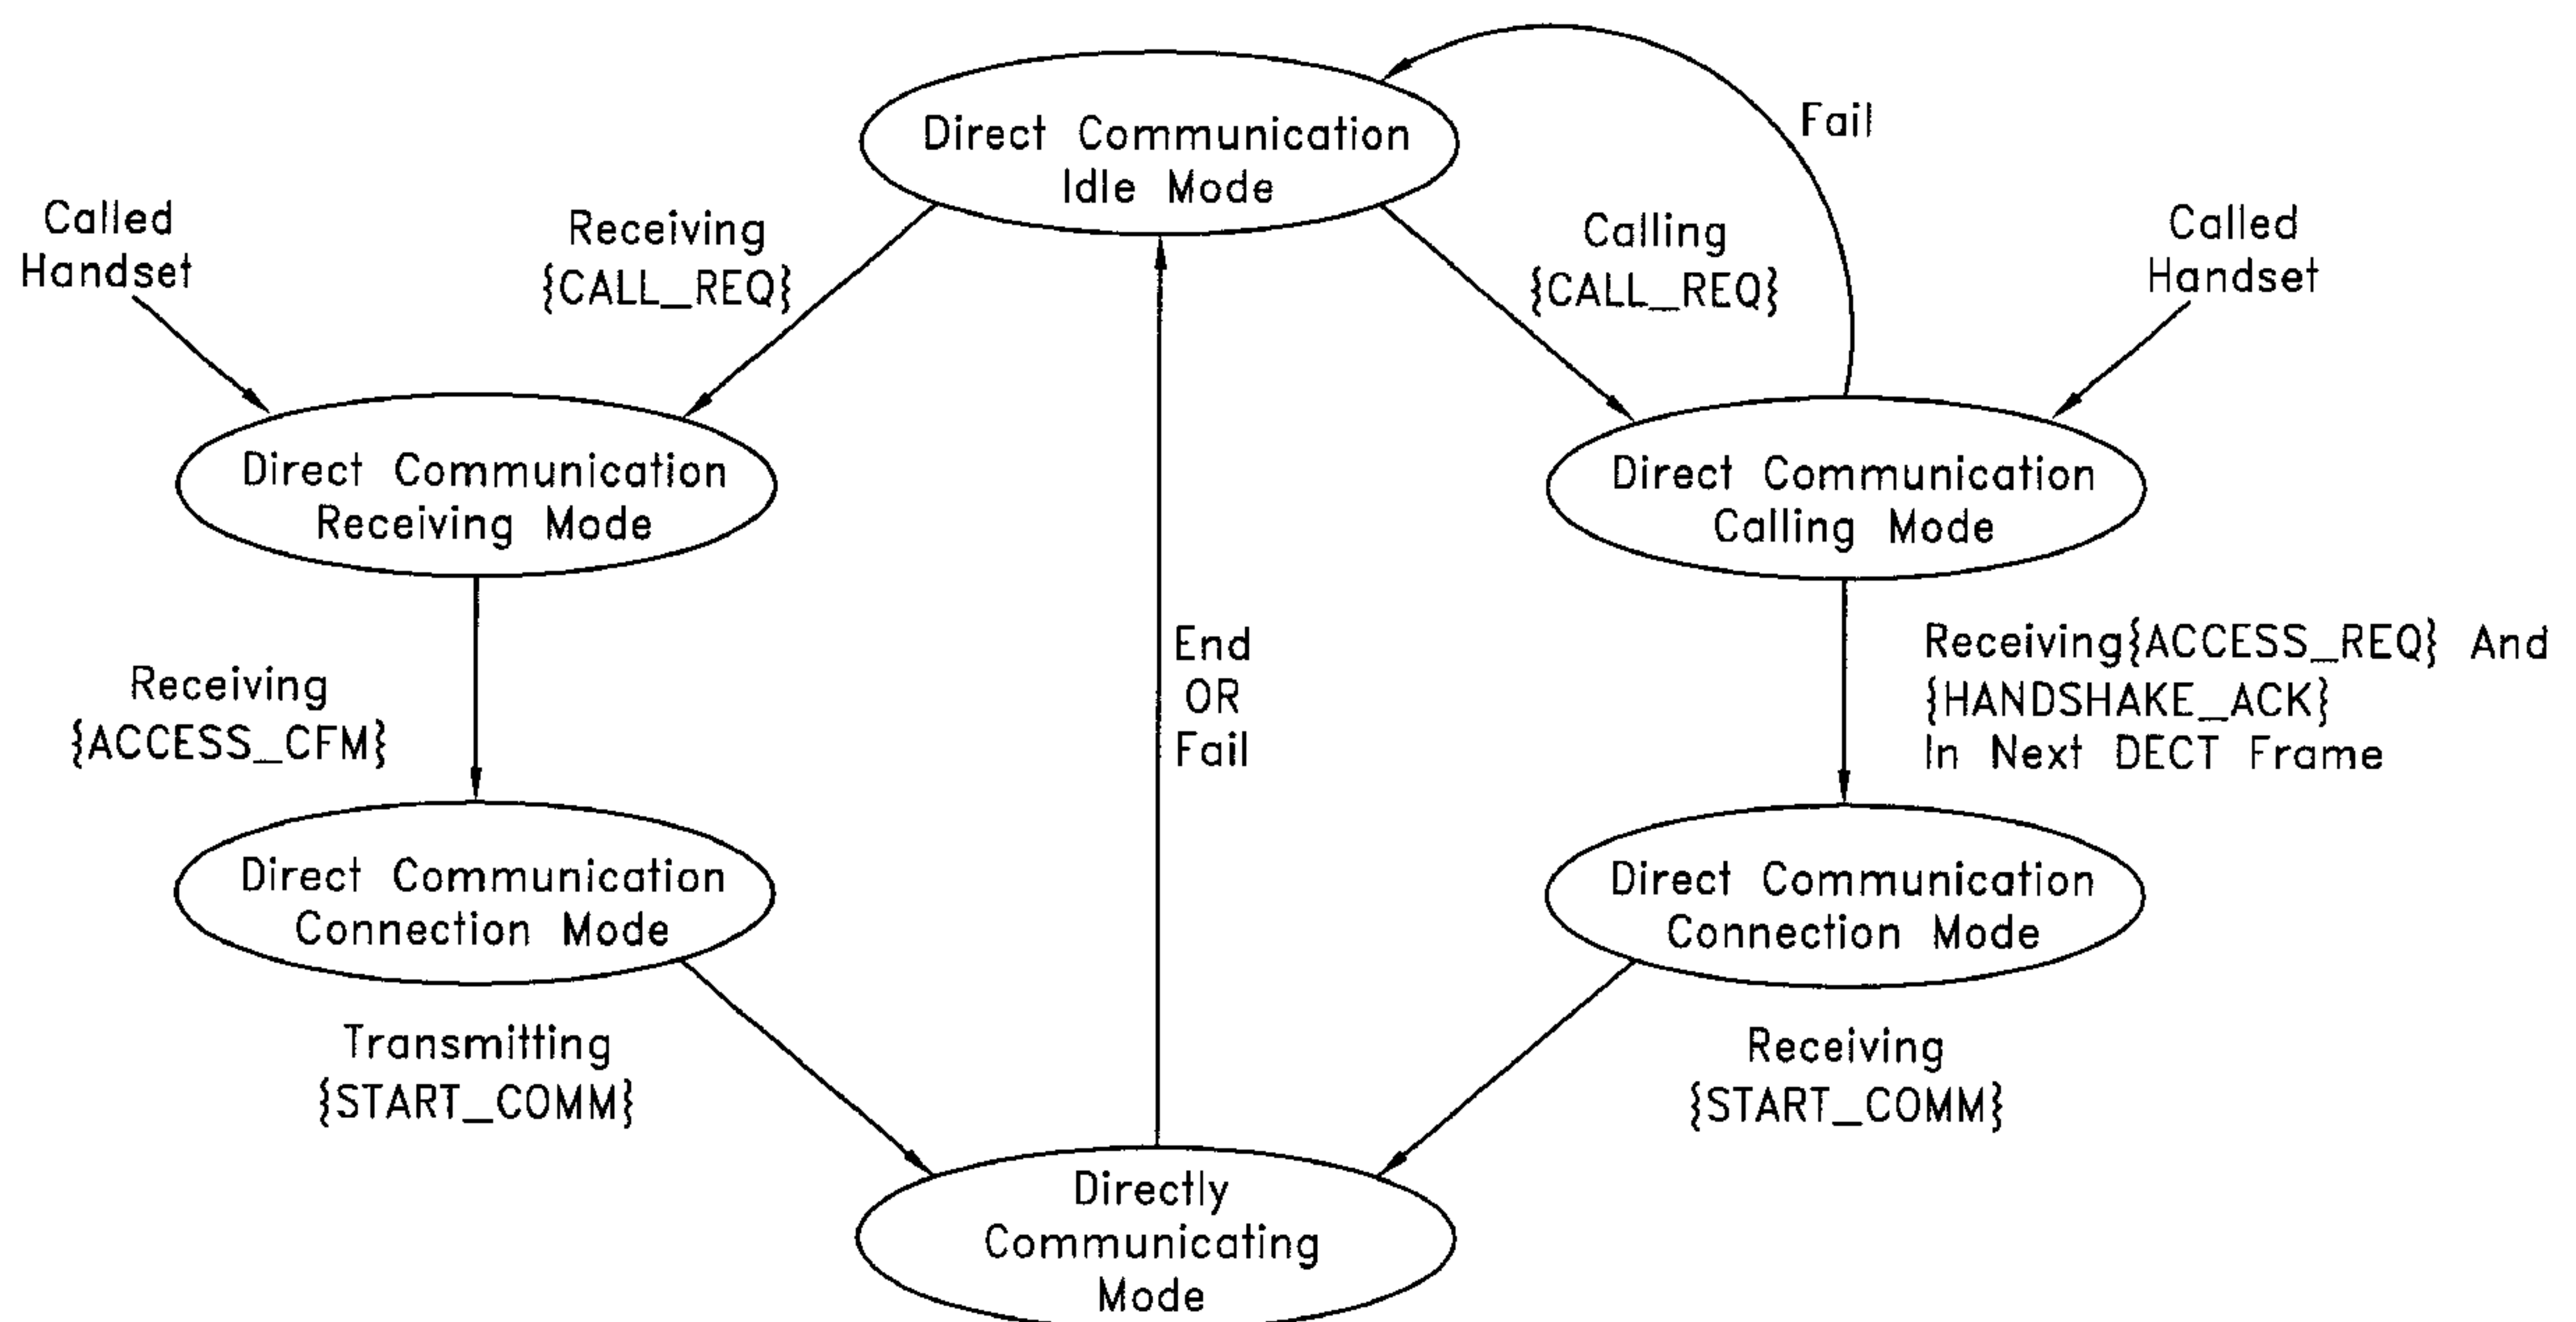 Direct Communication
Idle Mode
Fail
Called
Handset
Receiving
{CALL_REQ}
Calling
{CALL_REQ}
Called
Handset
Direct Communication
Receiving Mode
Direct Communication
Calling Mode
Receiving
{ACCESS_CFM}
End
OR
Fail
Receiving{ACCESS_REQ} And
{HANDSHAKE_ACK}
In Next DECT Frame
Direct Communication
Connection Mode
Direct Communication
Connection Mode
Transmitting
{START_COMM}
Receiving
{START_COMM}
Directly
Communicating
Mode